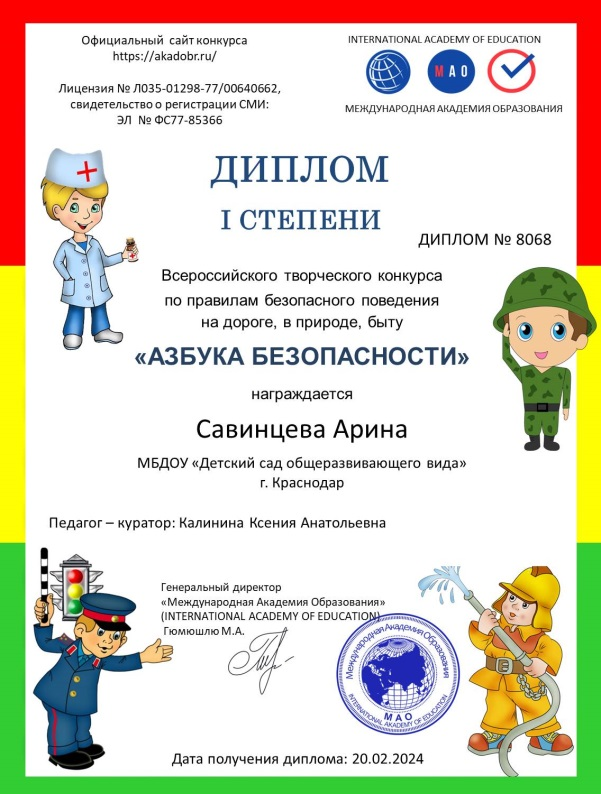 Официальный сайт конкурса
https://akadobr.ru/
Лицензия № Л035-01298-77/00640662,
свидетельство о регистрации СМИ:
ЭЛ № ФС77-85366
INTERNATIONAL ACADEMY OF EDUCATION
МАО
МЕЖДУНАРОДНАЯ АКАДЕМИЯ ОБРАЗОВАНИЯ
ДИПЛОМ
I СТЕПЕНИ
ДИПЛОМ № 8068
Всероссийского творческого конкурса
по правилам безопасного поведения
на дороге, в природе, быту
«АЗБУКА БЕЗОПАСНОСТИ»
награждается
Савинцева Арина
МБДОУ «Детский сад общеразвивающего вида»
г. Краснодар
Педагог – куратор: Калинина Ксения Анатольевна
Генеральный директор
«Международная Академия Образования»
(INTERNATIONAL ACADEMY OF EDUCATION)
Гюмюшлю М.А.
Международная Академия Образования
МАО
INTERNATIONAL ACADEMY OF EDUCATION
Дата получения диплома: 20.02.2024